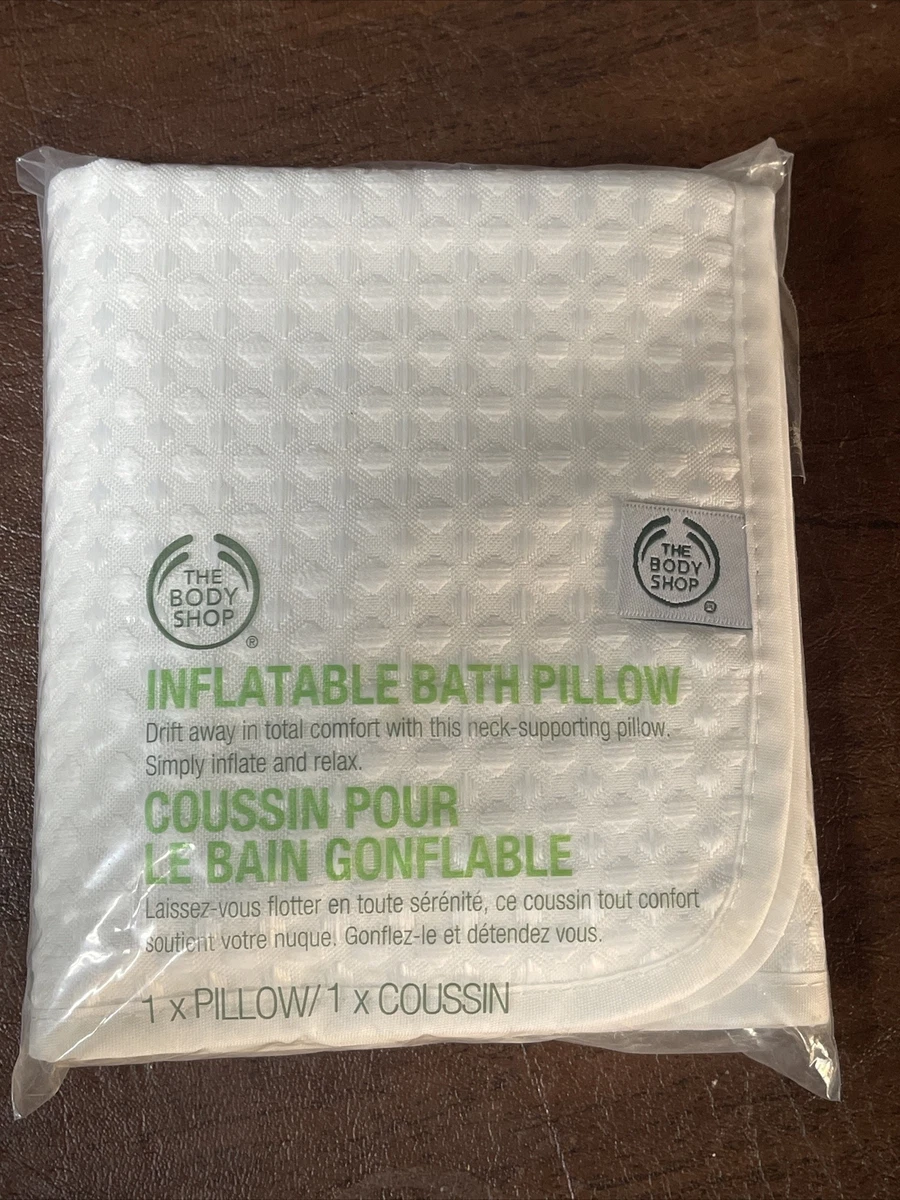 THE
BODY
SHOP
®
THE
BODY
SHOP
®
INFLATABLE BATH PILLOW
Drift away in total comfort with this neck-supporting pillow.
Simply inflate and relax.
COUSSIN POUR
LE BAIN GONFLABLE
Laissez-vous flotter en toute sérénité, ce coussin tout confort
soutient votre nuque. Gonflez-le et détendez vous.
1 x PILLOW/ 1 x COUSSIN